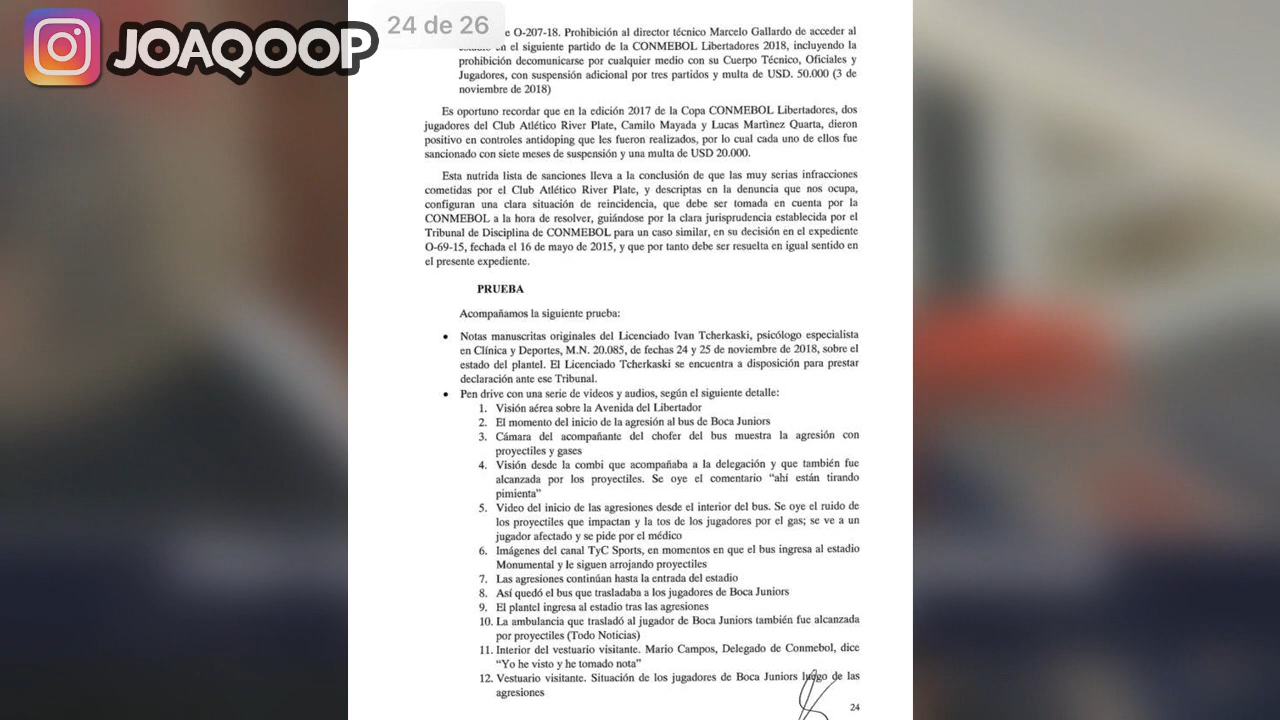 JOAQOOP
24 de 26
e O-207-18. Prohibición al director técnico Marcelo Gallardo de acceder al
en el siguiente partido de la CONMEBOL Libertadores 2018, incluyendo la
prohibición decomunicarse por cualquier medio con su Cuerpo Técnico, Oficiales y
Jugadores, con suspensión adicional por tres partidos y multa de USD. 50.000 (3 de
noviembre de 2018)
Es oportuno recordar que en la edición 2017 de la Copa CONMEBOL Libertadores, dos
jugadores del Club Atlético River Plate, Camilo Mayada y Lucas Martìnez Quarta, dieron
positivo en controles antidoping que les fueron realizados, por lo cual cada uno de ellos fue
sancionado con siete meses de suspensión y una multa de USD 20.000.
Esta nutrida lista de sanciones lleva a la conclusión de que las muy serias infracciones
cometidas por el Club Atlético River Plate, y descriptas en la denuncia que nos ocupa,
configuran una clara situación de reincidencia, que debe ser tomada en cuenta por la
CONMEBOL a la hora de resolver, guiándose por la clara jurisprudencia establecida por el
Tribunal de Disciplina de CONMEBOL para un caso similar, en su decisión en el expediente
O-69-15, fechada el 16 de mayo de 2015, y que por tanto debe ser resuelta en igual sentido en
el presente expediente.
PRUEBA
Acompañamos la siguiente prueba:
• Notas manuscritas originales del Licenciado Ivan Tcherkaski, psicólogo especialista
en Clínica y Deportes, M.N. 20.085, de fechas 24 y 25 de noviembre de 2018, sobre el
estado del plantel. El Licenciado Tcherkaski se encuentra a disposición para prestar
declaración ante ese Tribunal.
• Pen drive con una serie de videos y audios, según el siguiente detalle:
1. Visión aérea sobre la Avenida del Libertador
2. El momento del inicio de la agresión al bus de Boca Juniors
3. Cámara del acompañante del chofer del bus muestra la agresión con
proyectiles y gases
4. Visión desde la combi que acompañaba a la delegación y que también fue
alcanzada por los proyectiles. Se oye el comentario “ahí están tirando
pimienta”
5. Video del inicio de las agresiones desde el interior del bus. Se oye el ruido de
los proyectiles que impactan y la tos de los jugadores por el gas; se ve a un
jugador afectado y se pide por el médico
6. Imágenes del canal TyC Sports, en momentos en que el bus ingresa al estadio
Monumental y le siguen arrojando proyectiles
7. Las agresiones continúan hasta la entrada del estadio
8. Así quedó el bus que trasladaba a los jugadores de Boca Juniors
9. El plantel ingresa al estadio tras las agresiones
10. La ambulancia que trasladó al jugador de Boca Juniors también fue alcanzada
por proyectiles (Todo Noticias)
11. Interior del vestuario visitante. Mario Campos, Delegado de Conmebol, dice
“Yo he visto y he tomado nota”
12. Vestuario visitante. Situación de los jugadores de Boca Juniors luego de las
agresiones
24